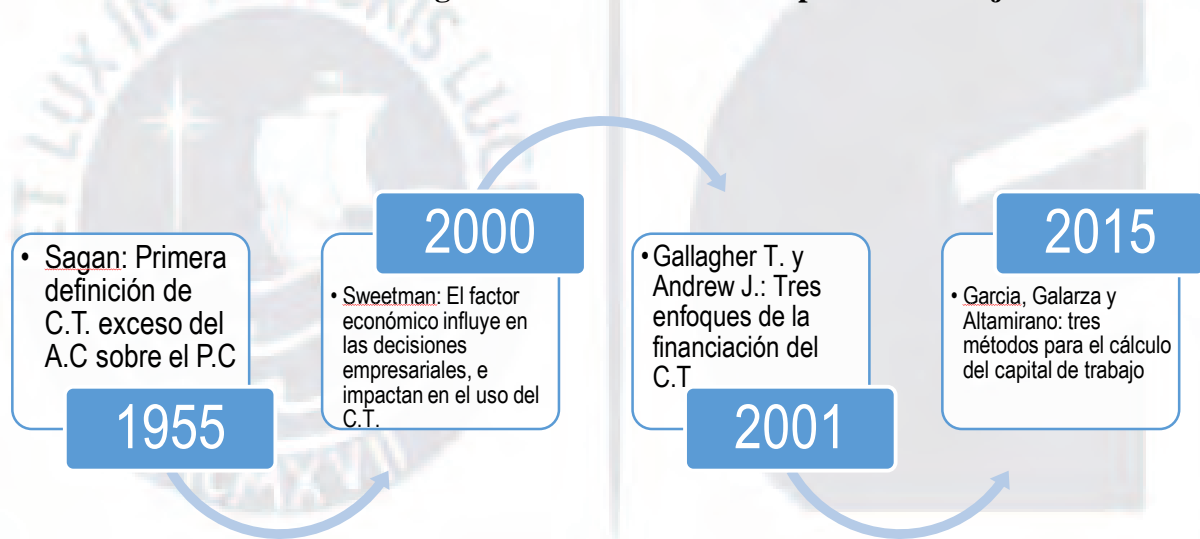 • Sagan: Primera
definición de
C.T. exceso del
A.C sobre el P.C
1955
2000
• Sweetman: El factor
económico influye en
las decisiones
empresariales, e
impactan en el uso del
C.T.
• Gallagher T. y
Andrew J.: Tres
enfoques de la
financiación del
C.T
2001
2015
• Garcia, Galarza y
Altamirano: tres
métodos para el cálculo
del capital de trabajo